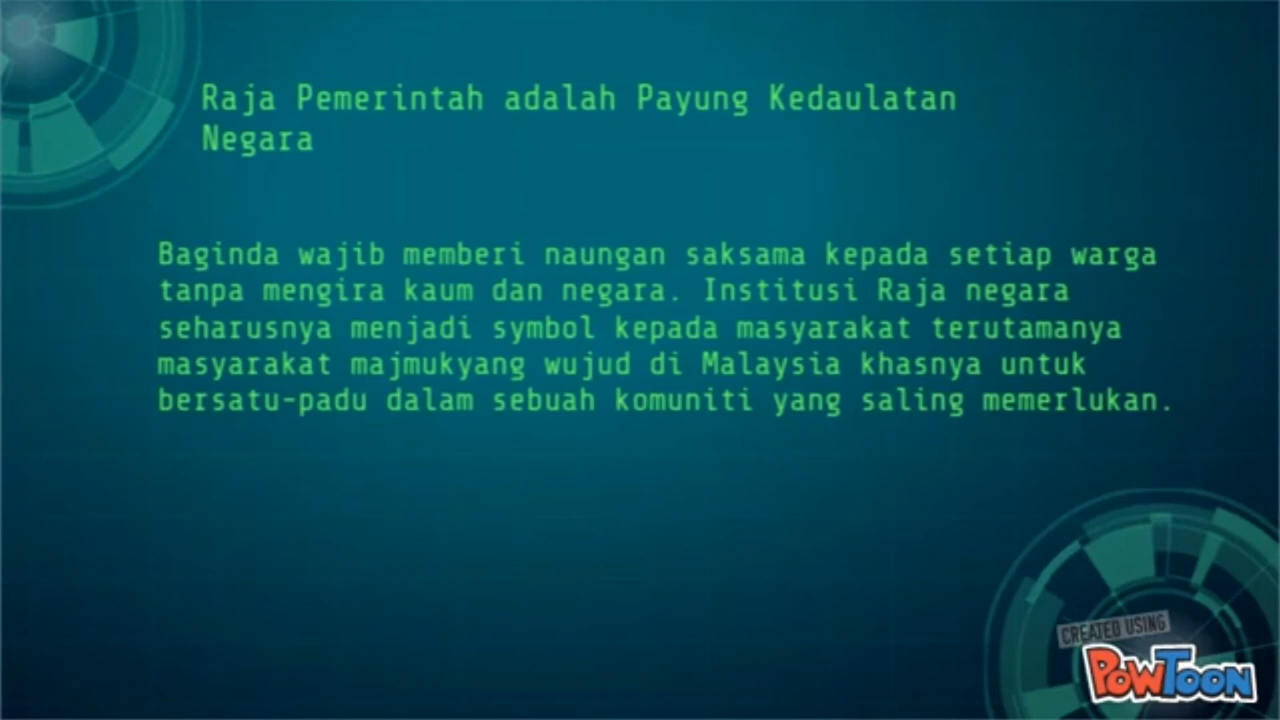 Raja Pemerintah adalah Payung Kedaulatan
Negara
Baginda wajib memberi naungan saksama kepada setiap warga
tanpa mengira kaum dan negara. Institusi Raja negara
seharusnya menjadi symbol kepada masyarakat terutamanya
masyarakat majmukyang wujud di Malaysia khasnya untuk
bersatu-padu dalam sebuah komuniti yang saling memerlukan.
CREATED USING
POWTOON